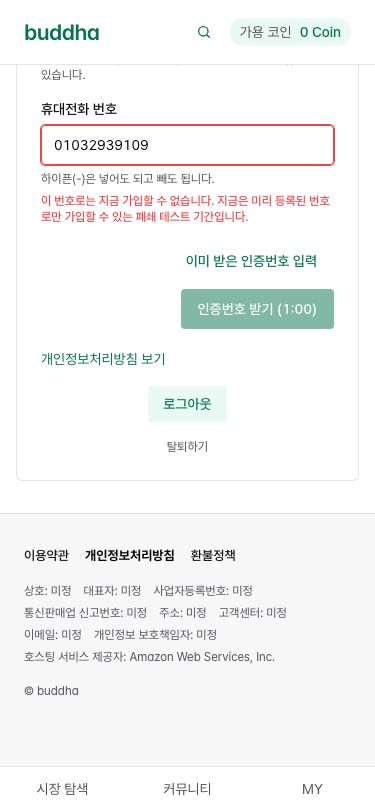 buddha
가용 코인 0 Coin
있습니다.
휴대전화 번호
01032939109
하이픈(-)은 넣어도 되고 빼도 됩니다.
이 번호로는 지금 가입할 수 없습니다. 지금은 미리 등록된 번호
로만 가입할 수 있는 폐쇄 테스트 기간입니다.
이미 받은 인증번호 입력
인증번호 받기 (1:00)
개인정보처리방침 보기
로그아웃
탈퇴하기
이용약관 개인정보처리방침 환불정책
상호: 미정 대표자: 미정 사업자등록번호: 미정
통신판매업 신고번호: 미정 주소: 미정 고객센터: 미정
이메일: 미정 개인정보 보호책임자: 미정
호스팅 서비스 제공자: Amazon Web Services, Inc.
© buddha
시장 탐색 커뮤니티 MY